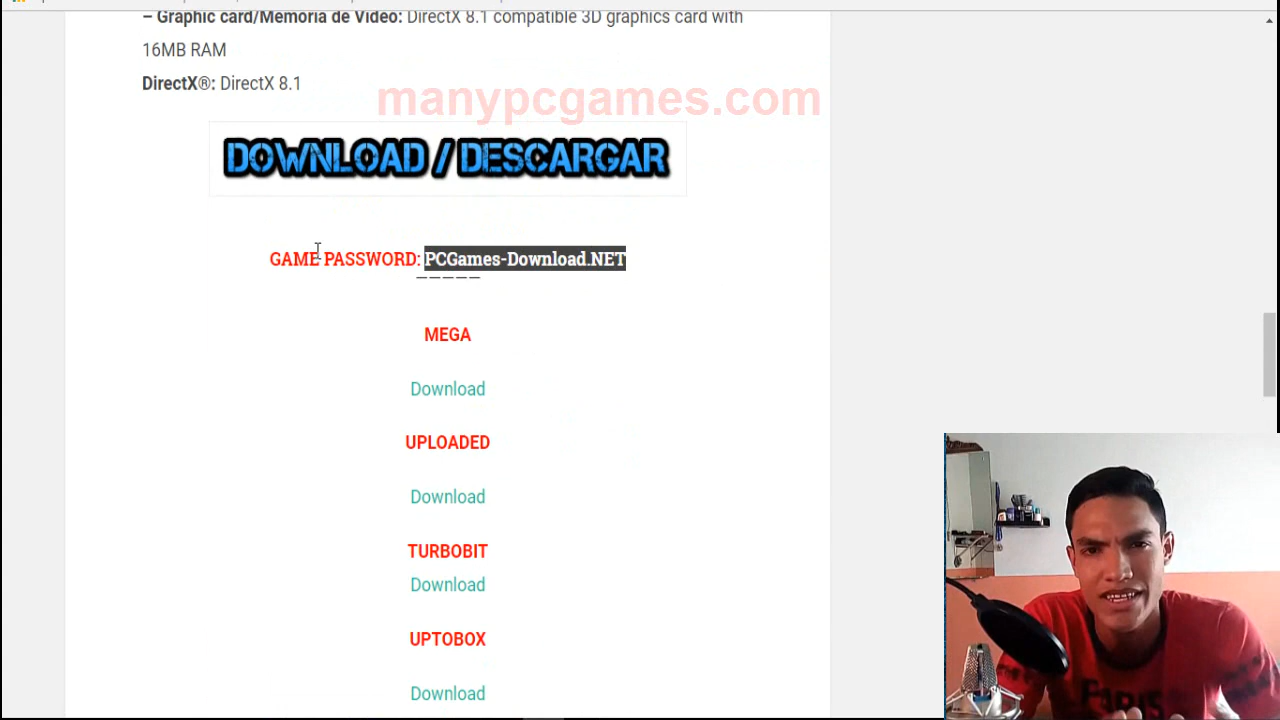 – Graphic card/Memoria de Video: DirectX 8.1 compatible 3D graphics card with
16MB RAM
DirectX®: DirectX 8.1
manypcgames.com
DOWNLOAD / DESCARGAR
GAME PASSWORD: PCGames-Download.NET
—————
MEGA
Download
UPLOADED
Download
TURBOBIT
Download
UPTOBOX
Download
PARIS